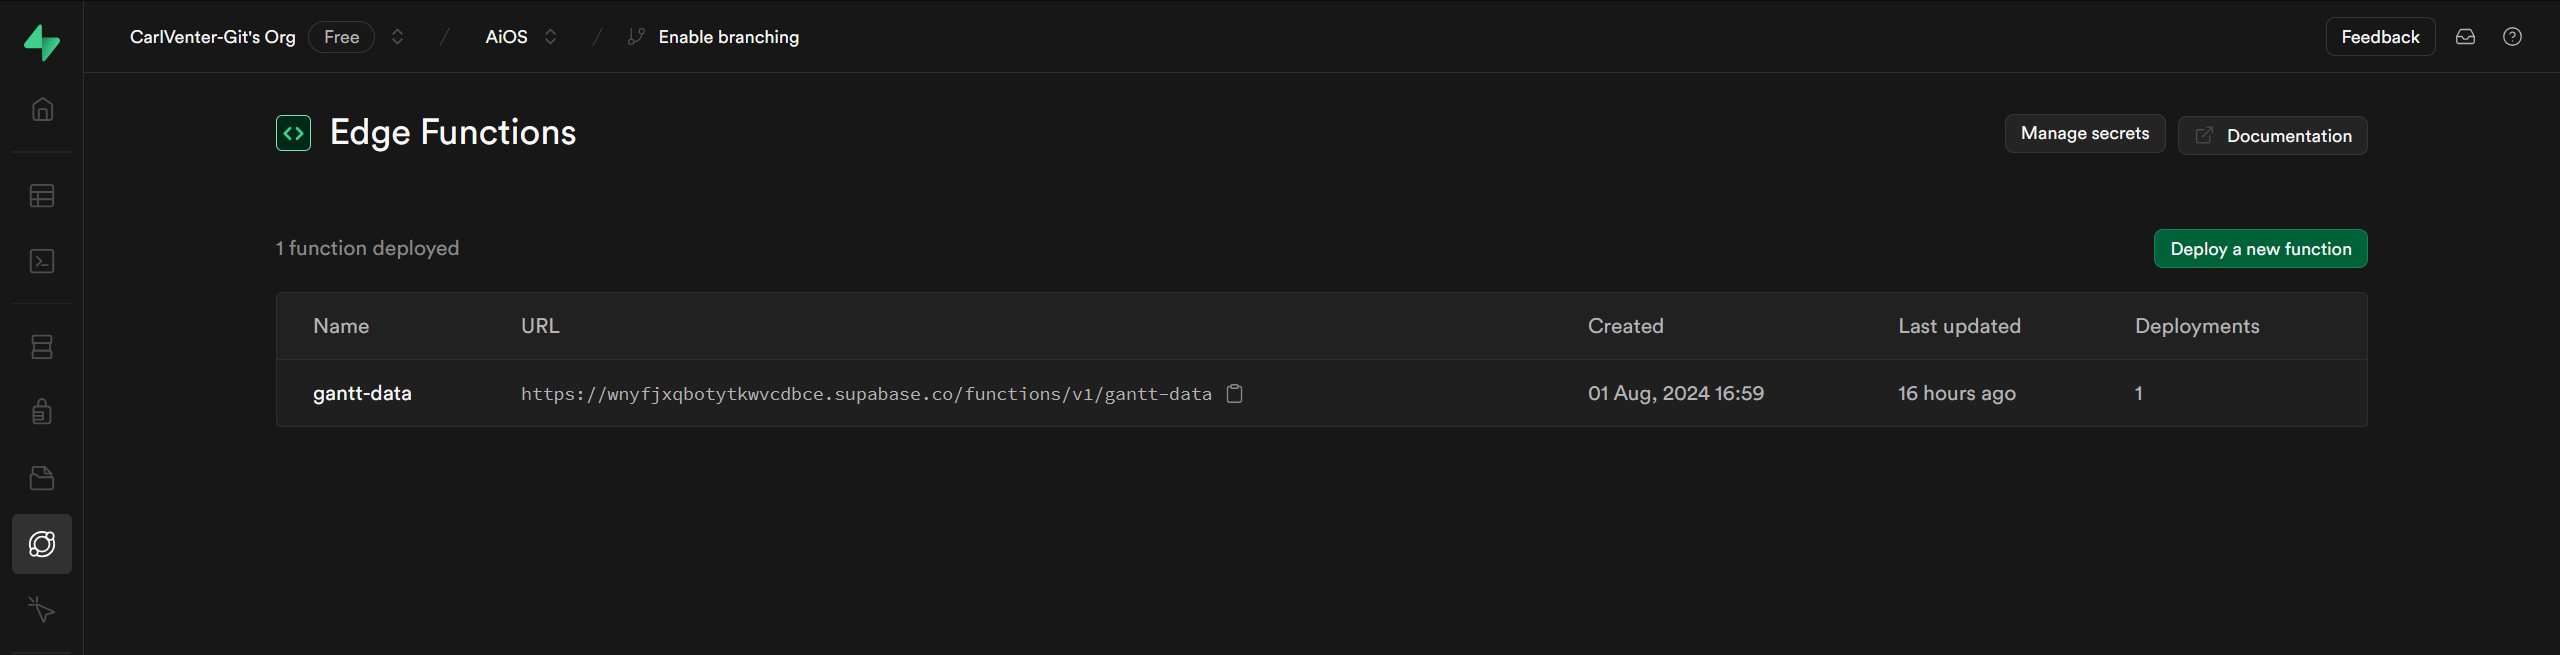 CarlVenter-Git's Org Free / AiOS / Enable branching Feedback
Edge Functions
Manage secrets Documentation
1 function deployed
Deploy a new function
Name URL Created Last updated Deployments
gantt-data https://wnyfjxqbotytkwvcdbce.supabase.co/functions/v1/gantt-data 01 Aug, 2024 16:59 16 hours ago 1